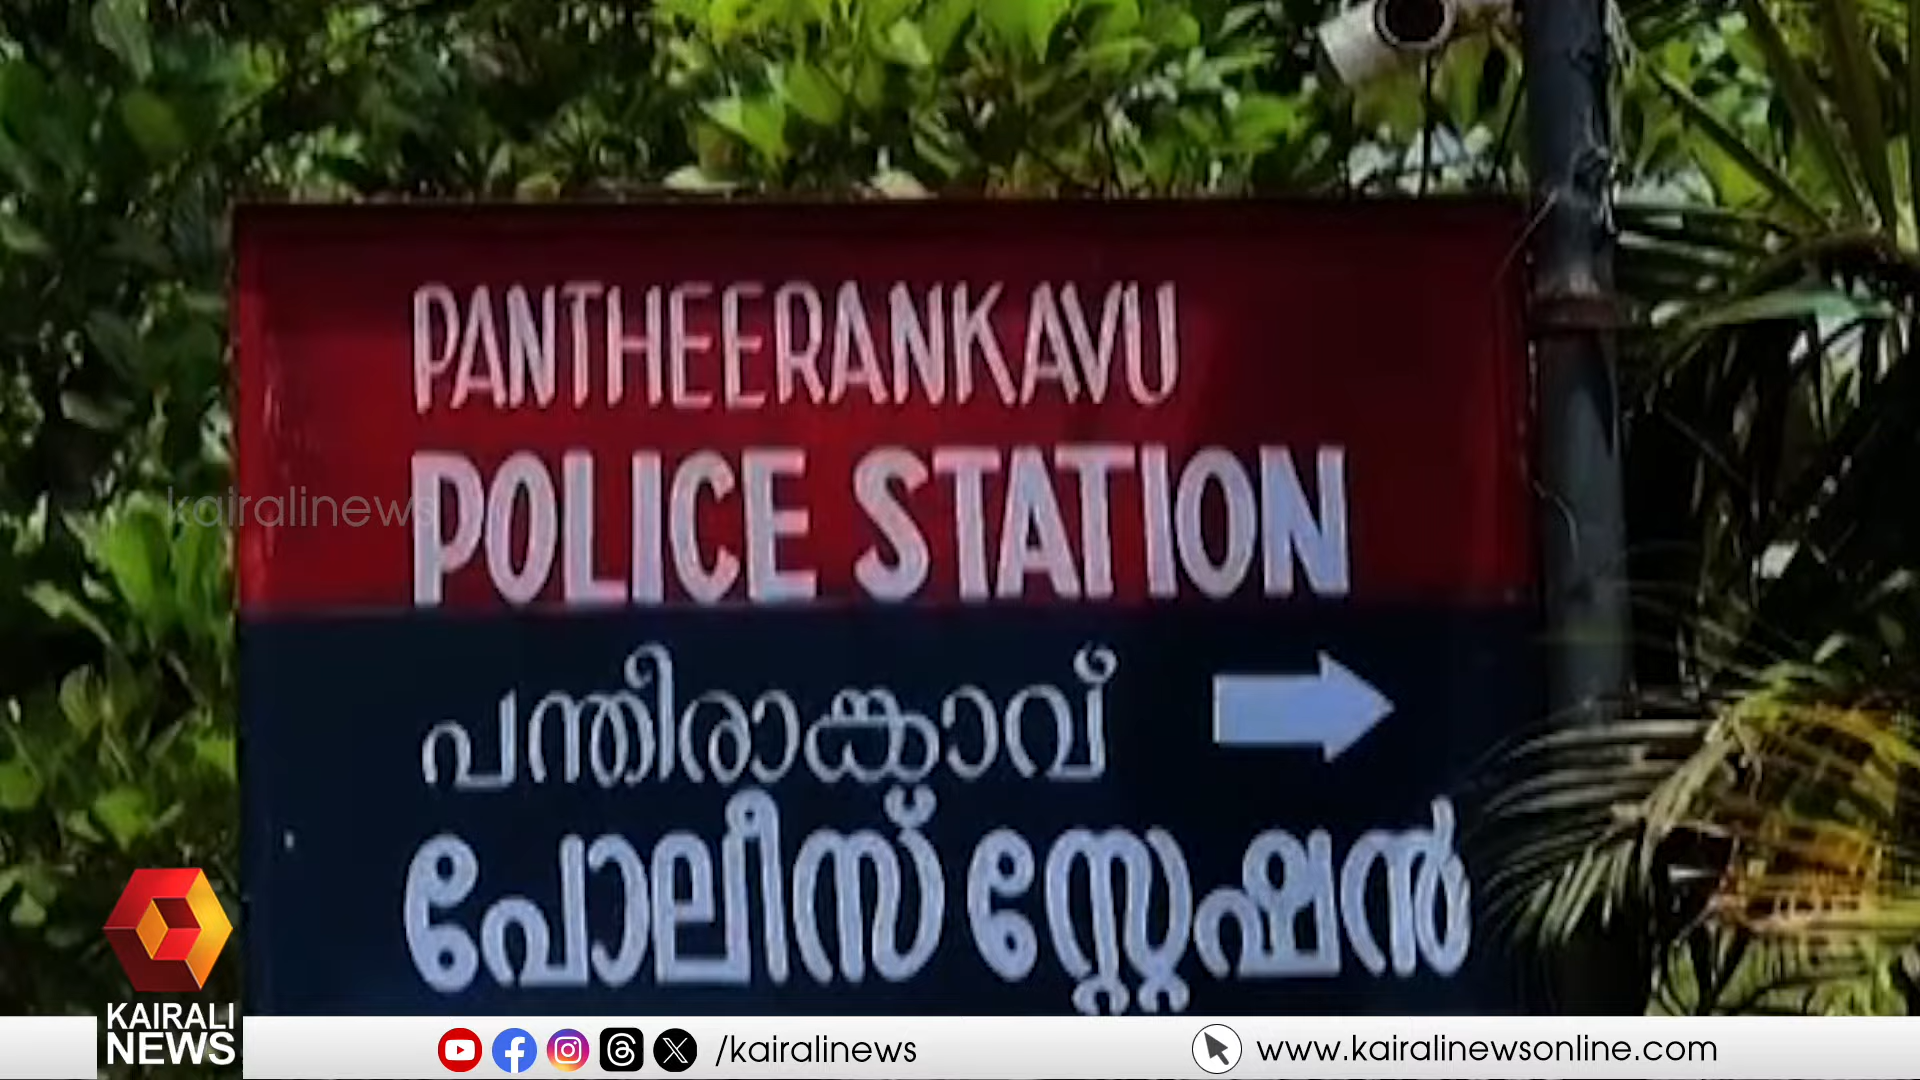 PANTHEERANKAVU
POLICE STATION
kairalinews
പന്തീരാങ്കാവ്
പോലീസ് സ്റ്റേഷൻ
KAIRALI
NEWS
/kairalinews
www.kairalinewsonline.com